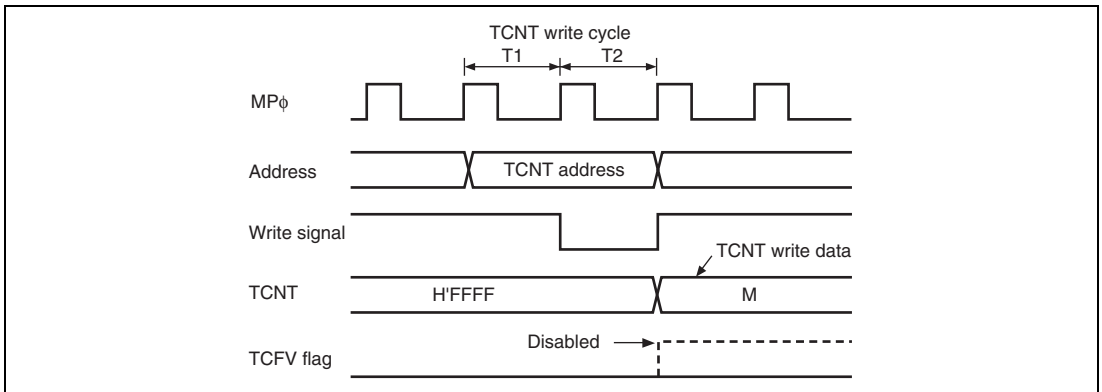 TCNT write cycle
T1 T2
MPϕ
Address TCNT address
Write signal
TCNT write data
TCNT H'FFFF M
Disabled
TCFV flag